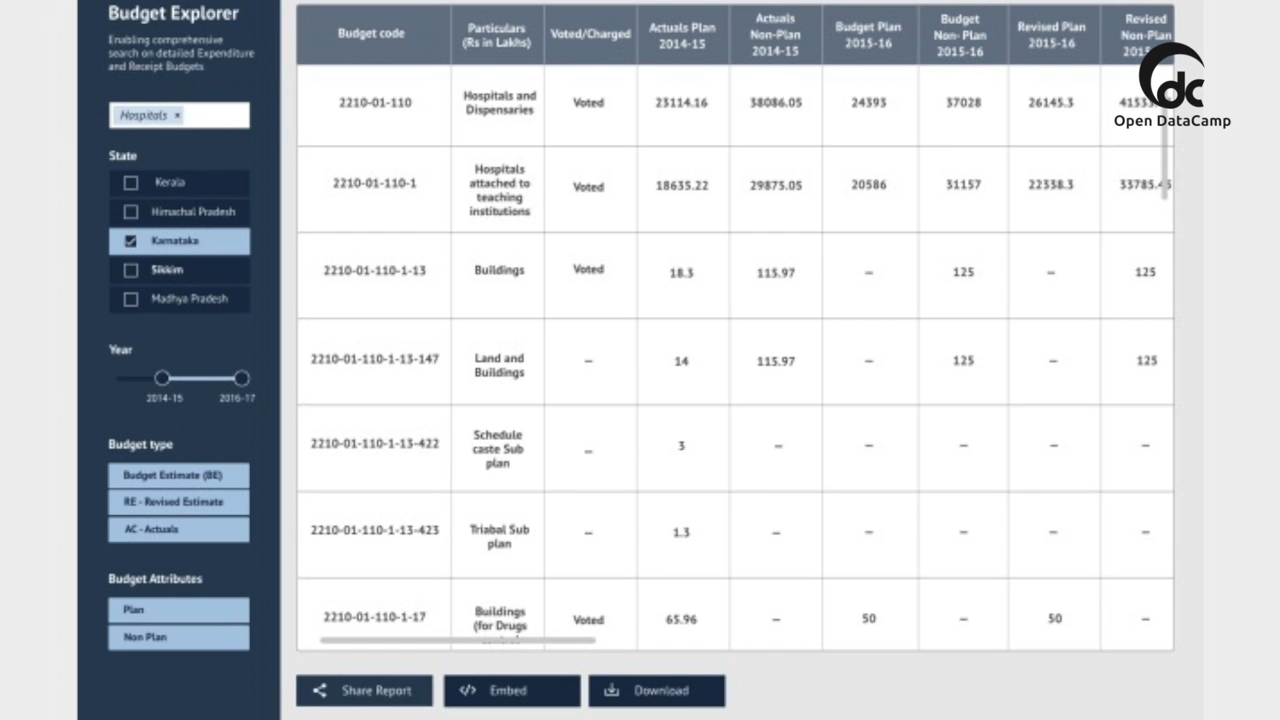 Budget Explorer
Enabling comprehensive
search on detailed Expenditure
and Receipt Budgets
Hospitals ×
State
Kerala
Himachal Pradesh
Karnataka
Sikkim
Madhya Pradesh
Year
2014-15 2016-17
Budget type
Budget Estimate (BE)
RE - Revised Estimate
AC - Actuals
Budget Attributes
Plan
Non Plan
Budget code
Particulars
(Rs in Lakhs)
Voted/Charged
Actuals Plan
2014-15
Actuals
Non-Plan
2014-15
Budget Plan
2015-16
Budget
Non- Plan
2015-16
Revised Plan
2015-16
Revised
Non-Plan
2210-01-110
Hospitals and
Dispensaries
Voted
23114.16
38086.05
24393
37028
26145.3
2210-01-110-1
Hospitals
attached to
teaching
institutions
Voted
18635.22
29875.05
20586
31157
22338.3
33785.45
2210-01-110-1-13
Buildings
Voted
18.3
115.97
—
125
—
125
2210-01-110-1-13-147
Land and
Buildings
—
14
115.97
—
125
—
125
2210-01-110-1-13-422
Schedule
caste Sub
plan
—
3
—
—
—
—
—
2210-01-110-1-13-423
Triabal Sub
plan
—
1.3
—
—
—
—
—
2210-01-110-1-17
Buildings
(for Drugs
Voted
65.96
—
50
—
50
—
Share Report
</> Embed
Download
dc
Open DataCamp